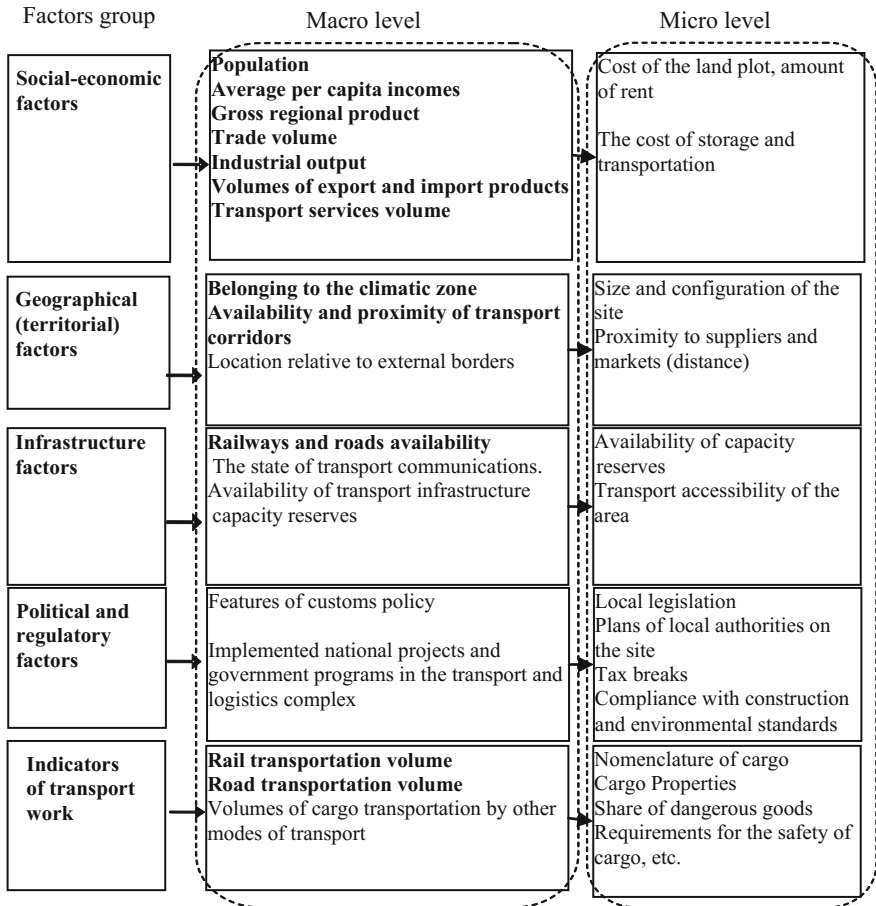 Factors group
Macro level
Micro level
Social-economic
factors
Population
Average per capita incomes
Gross regional product
Trade volume
Industrial output
Volumes of export and import products
Transport services volume
Cost of the land plot, amount
of rent
The cost of storage and
transportation
Geographical
(territorial)
factors
Belonging to the climatic zone
Availability and proximity of transport
corridors
Location relative to external borders
Size and configuration of the
site
Proximity to suppliers and
markets (distance)
Infrastructure
factors
Railways and roads availability
The state of transport communications.
Availability of transport infrastructure
capacity reserves
Availability of capacity
reserves
Transport accessibility of the
area
Political and
regulatory
factors
Features of customs policy
Implemented national projects and
government programs in the transport and
logistics complex
Local legislation
Plans of local authorities on
the site
Tax breaks
Compliance with construction
and environmental standards
Indicators
of transport
work
Rail transportation volume
Road transportation volume
Volumes of cargo transportation by other
modes of transport
Nomenclature of cargo
Cargo Properties
Share of dangerous goods
Requirements for the safety of
cargo, etc.